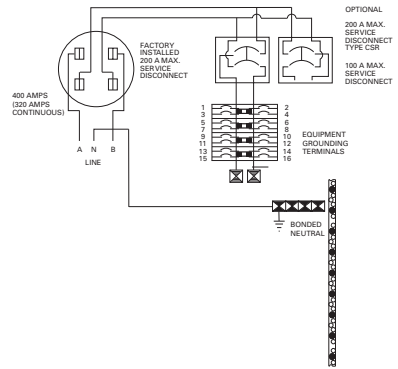 OPTIONAL
200 A MAX.
SERVICE
DISCONNECT
TYPE CSR
100 A MAX.
SERVICE
DISCONNECT
FACTORY
INSTALLED
200 A MAX.
SERVICE
DISCONNECT
400 AMPS
(320 AMPS
CONTINUOUS)
A N B
LINE
1 2
3 4
5 6
7 8
9 10
11 12
13 14
15 16
EQUIPMENT
GROUNDING
TERMINALS
BONDED
NEUTRAL